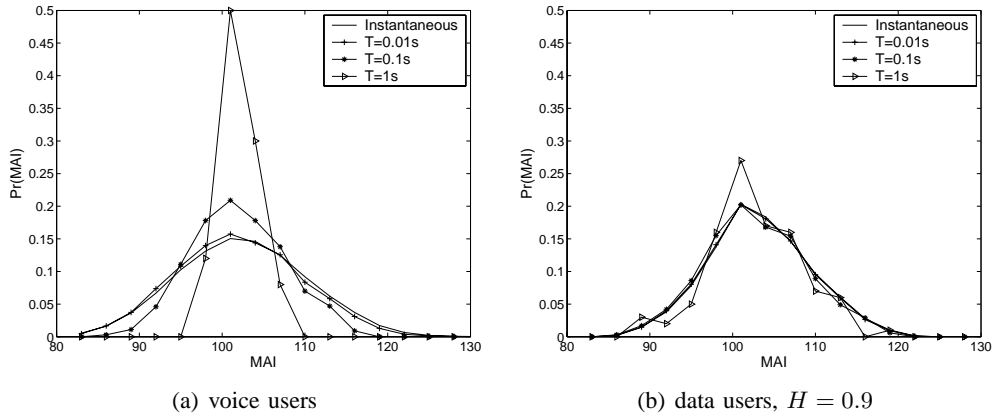 0.5
0.45
0.4
0.35
0.3
0.25
0.2
0.15
0.1
0.05
0
Pr(MAI)
80 90 100 110 120 130
MAI
Instantaneous
T=0.01s
T=0.1s
T=1s
(a) voice users
0.5
0.45
0.4
0.35
0.3
0.25
0.2
0.15
0.1
0.05
0
Pr(MAI)
80 90 100 110 120 130
MAI
Instantaneous
T=0.01s
T=0.1s
T=1s
(b) data users, H = 0.9